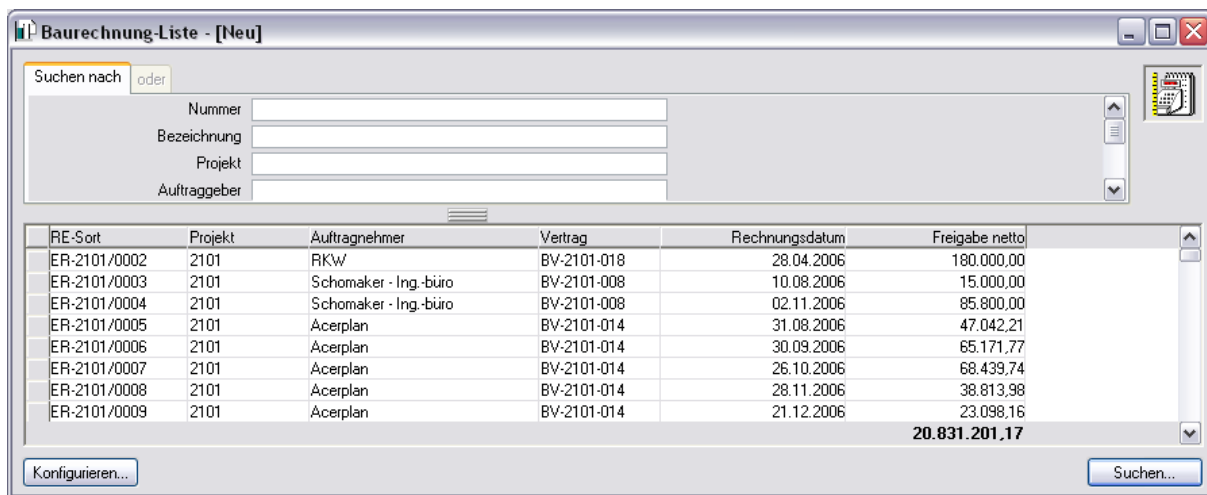 Baurechnung-Liste - [Neu]
Suchen nach oder
Nummer
Bezeichnung
Projekt
Auftraggeber
RE-Sort Projekt Auftragnehmer Vertrag Rechnungsdatum Freigabe netto
ER-2101/0002 2101 RKW BV-2101-018 28.04.2006 180.000,00
ER-2101/0003 2101 Schomaker - Ing.-büro BV-2101-008 10.08.2006 15.000,00
ER-2101/0004 2101 Schomaker - Ing.-büro BV-2101-008 02.11.2006 85.800,00
ER-2101/0005 2101 Acerplan BV-2101-014 31.08.2006 47.042,21
ER-2101/0006 2101 Acerplan BV-2101-014 30.09.2006 65.171,77
ER-2101/0007 2101 Acerplan BV-2101-014 26.10.2006 68.439,74
ER-2101/0008 2101 Acerplan BV-2101-014 28.11.2006 38.813,98
ER-2101/0009 2101 Acerplan BV-2101-014 21.12.2006 23.098,16
20.831.201,17
Konfigurieren... Suchen...